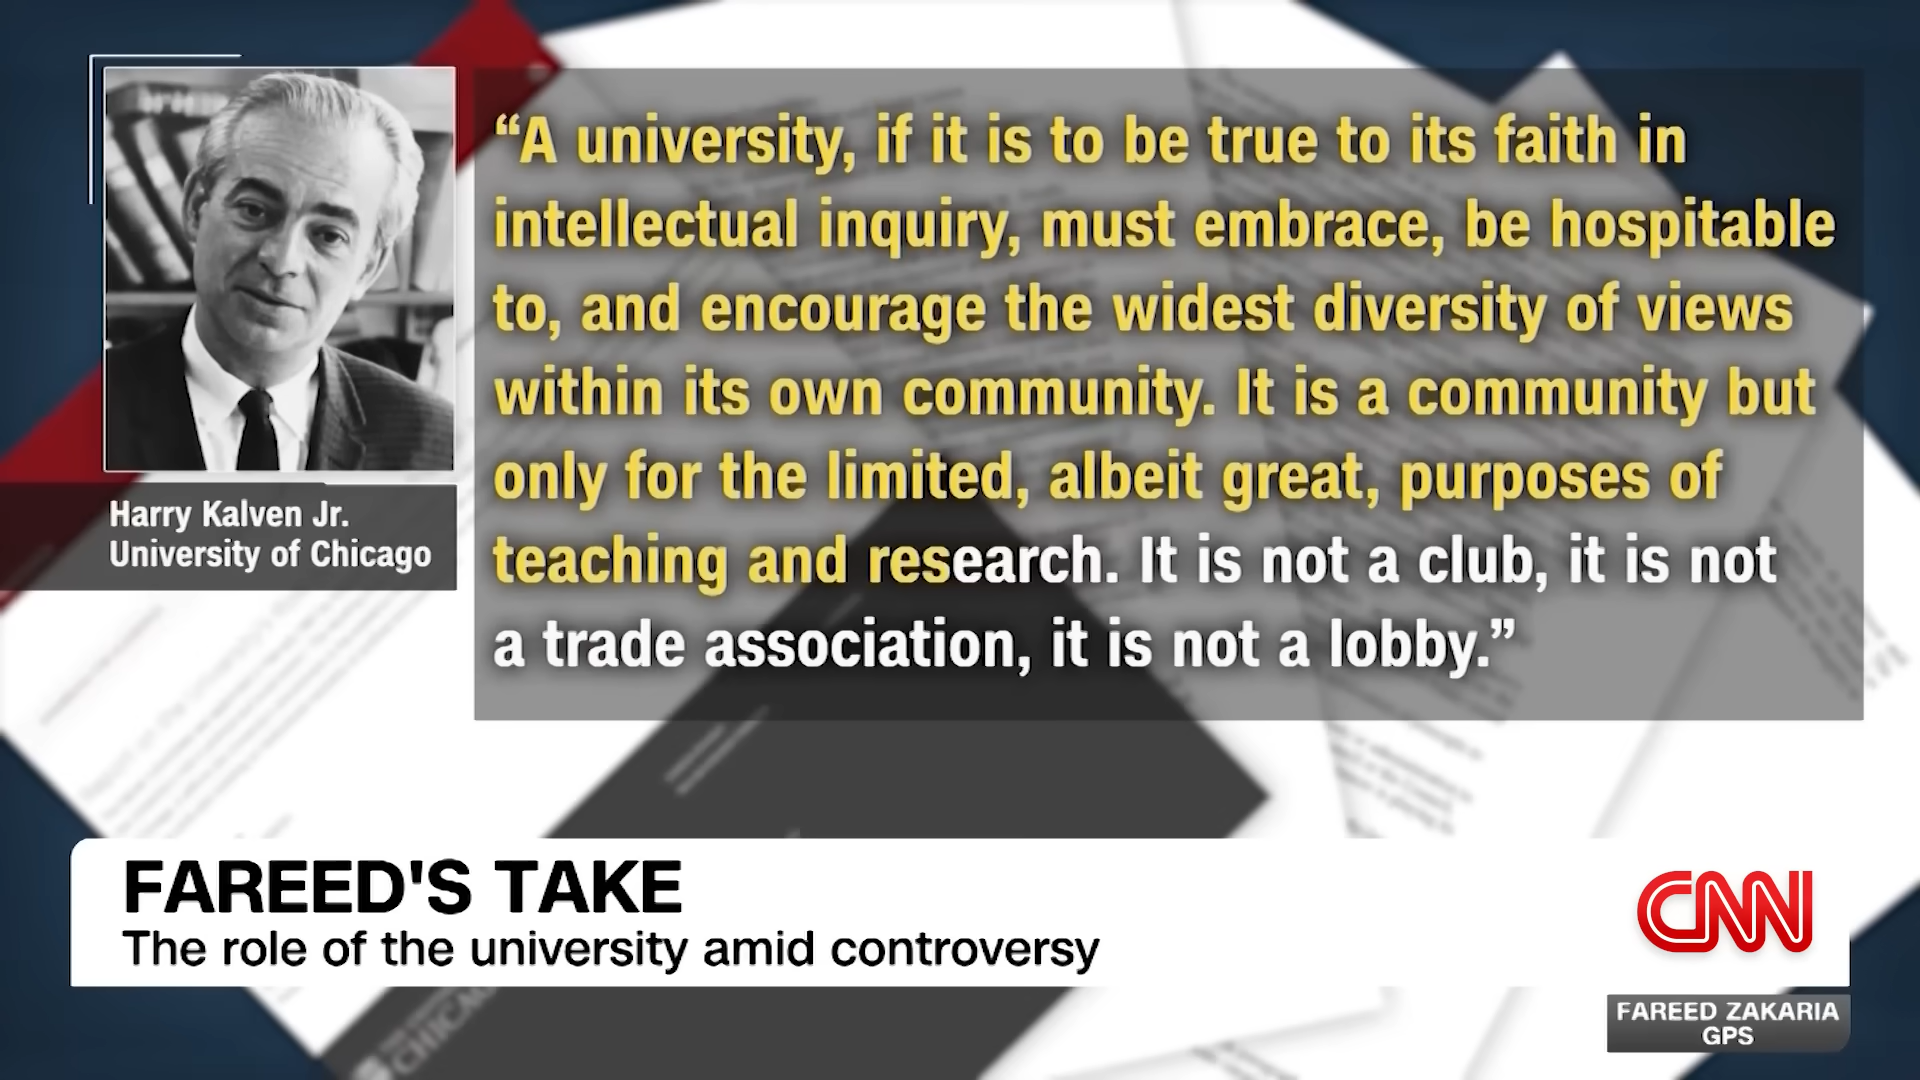 “A university, if it is to be true to its faith in
intellectual inquiry, must embrace, be hospitable
to, and encourage the widest diversity of views
within its own community. It is a community but
only for the limited, albeit great, purposes of
teaching and research. It is not a club, it is not
a trade association, it is not a lobby.”
Harry Kalven Jr.
University of Chicago
FAREED'S TAKE
The role of the university amid controversy
CNN
FAREED ZAKARIA
GPS
CHICAGO